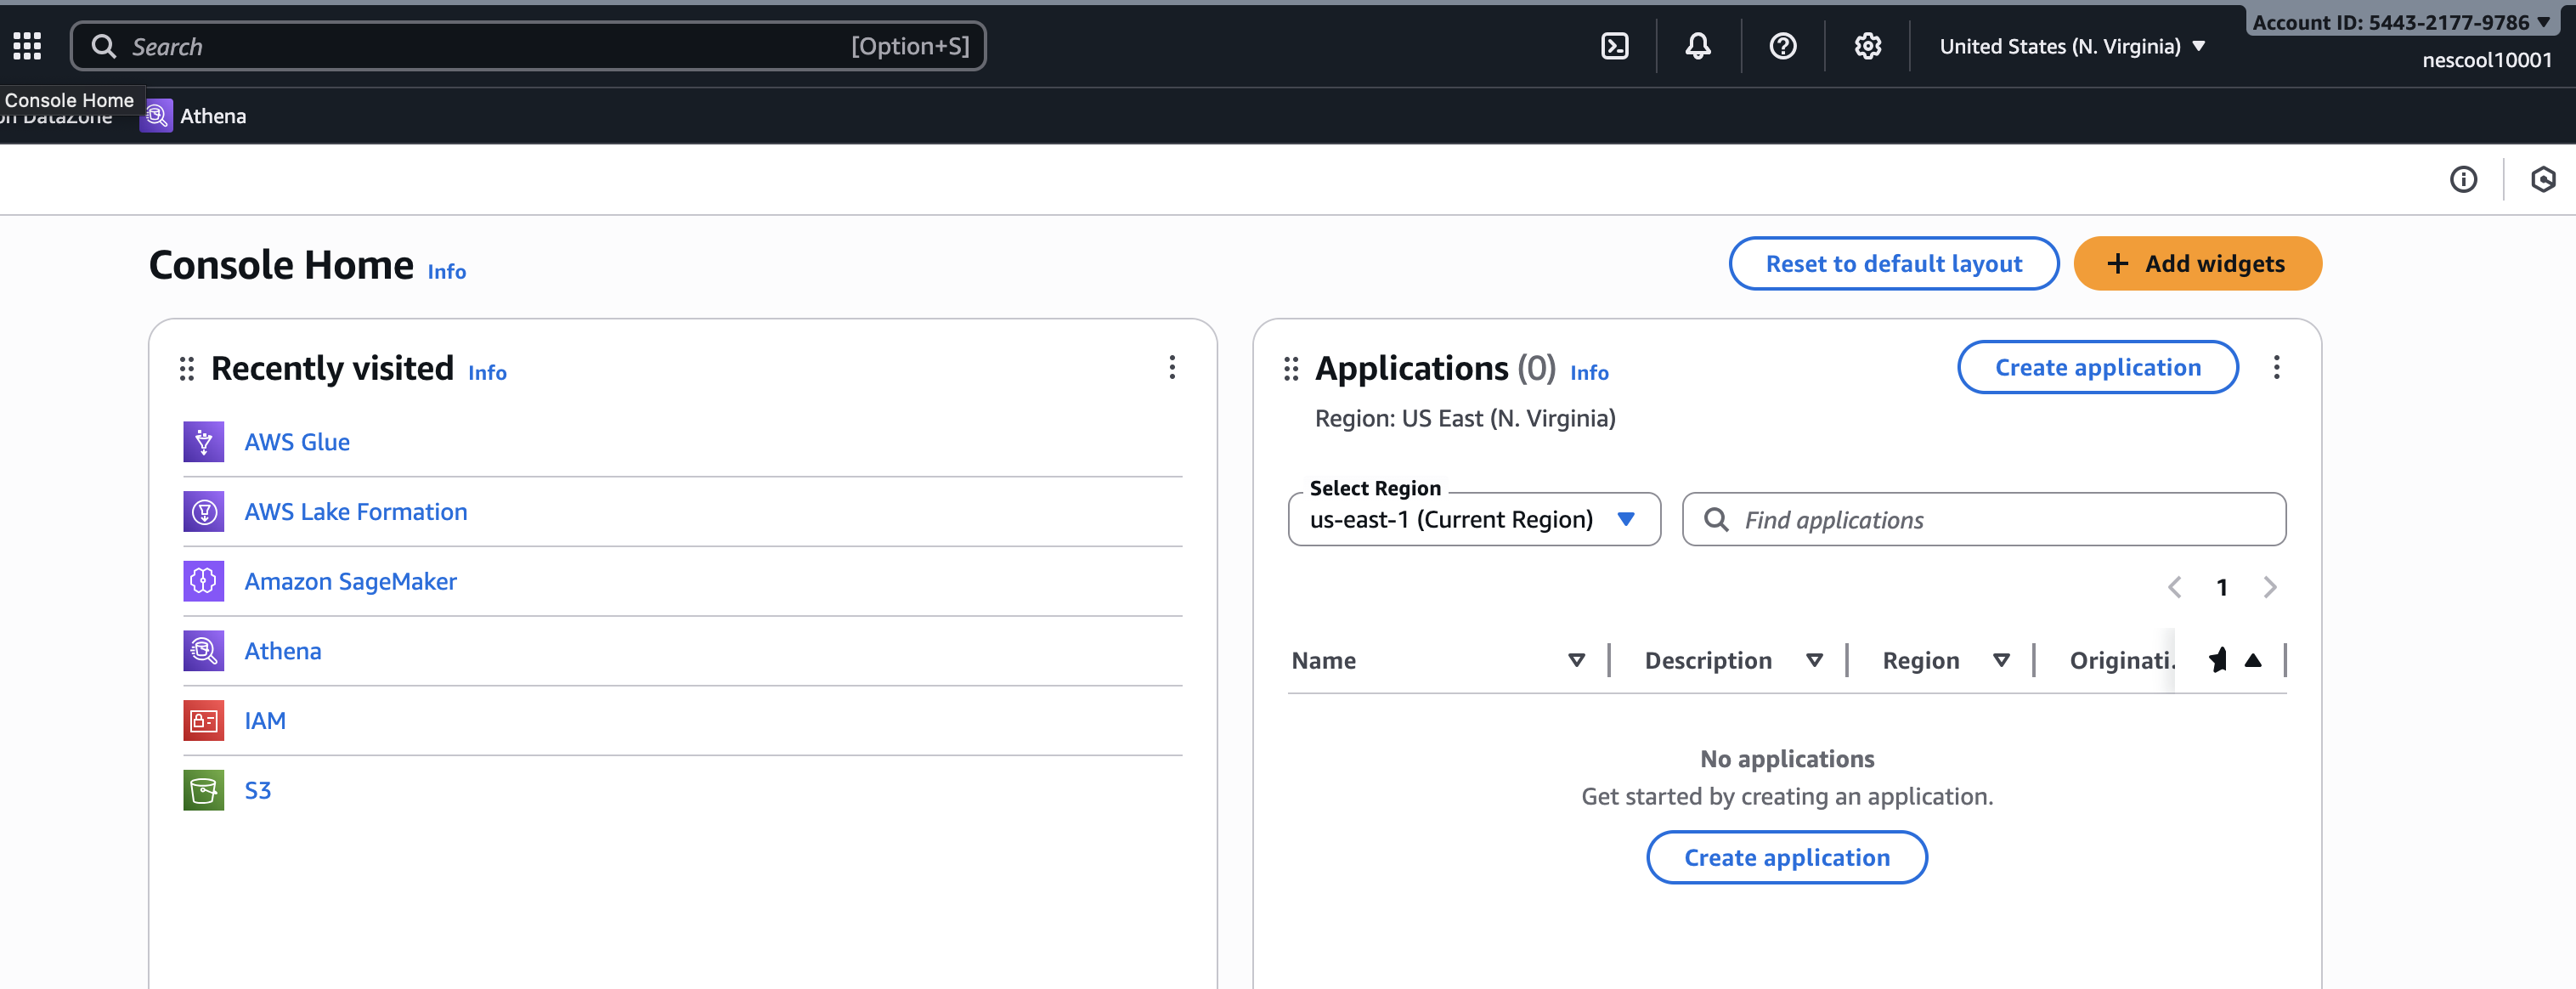 Search [Option+S]
United States (N. Virginia)
Account ID: 5443-2177-9786
nescool10001
Console Home
on DataZone
Athena
Console Home Info
Reset to default layout
+ Add widgets
Recently visited Info
AWS Glue
AWS Lake Formation
Amazon SageMaker
Athena
IAM
S3
Applications (0) Info
Create application
Region: US East (N. Virginia)
Select Region
us-east-1 (Current Region)
Find applications
1
Name Description Region Originati.
No applications
Get started by creating an application.
Create application